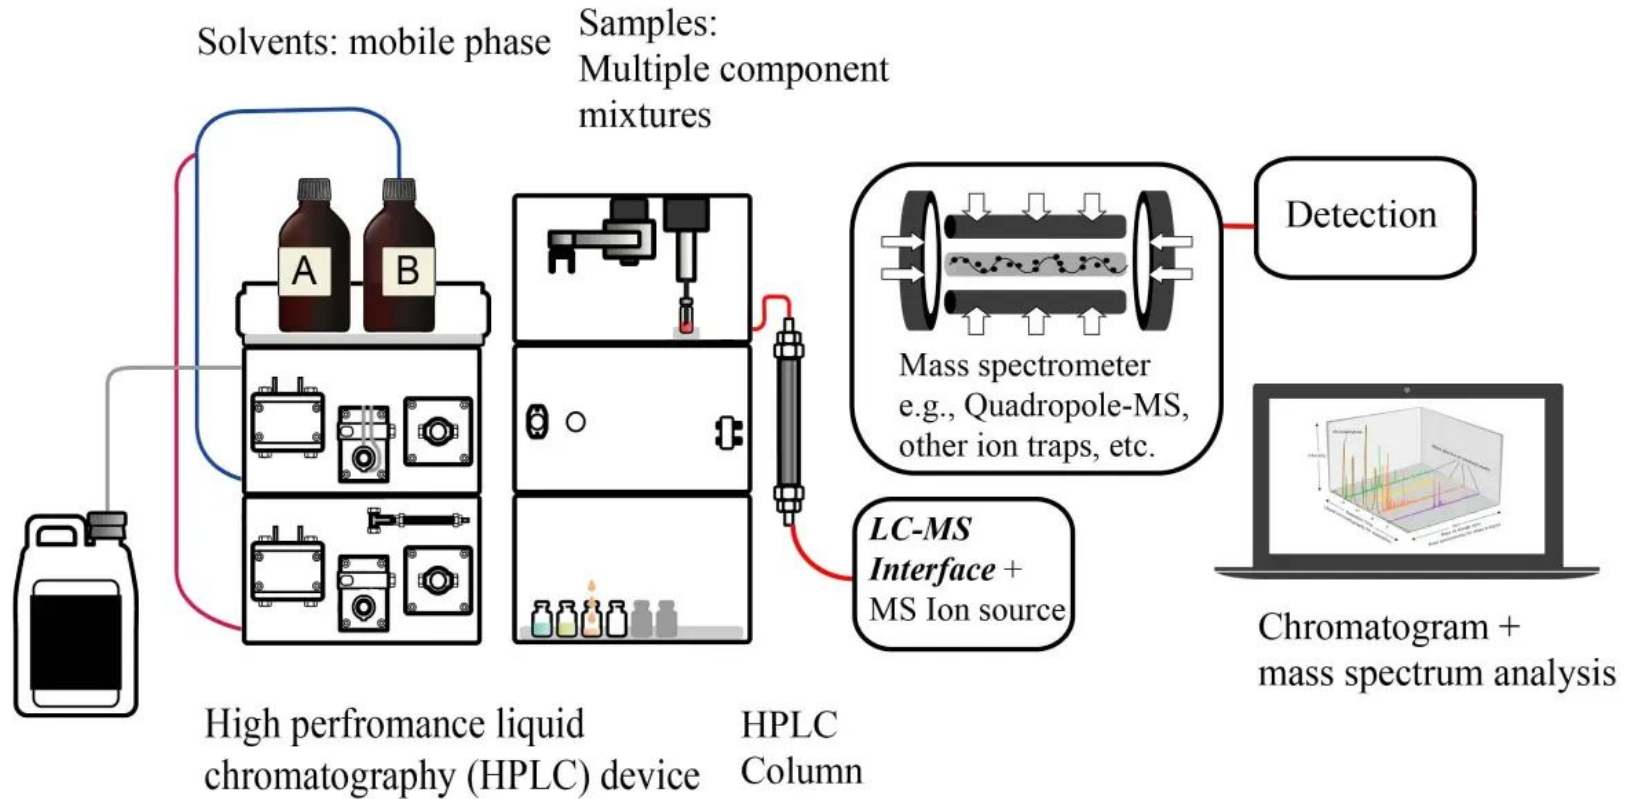 Solvents: mobile phase
Samples:
Multiple component
mixtures
A
B
Mass spectrometer
e.g., Quadropole-MS,
other ion traps, etc.
Detection
LC-MS
Interface +
MS Ion source
Chromatogram +
mass spectrum analysis
High perfromance liquid
chromatography (HPLC) device
HPLC
Column